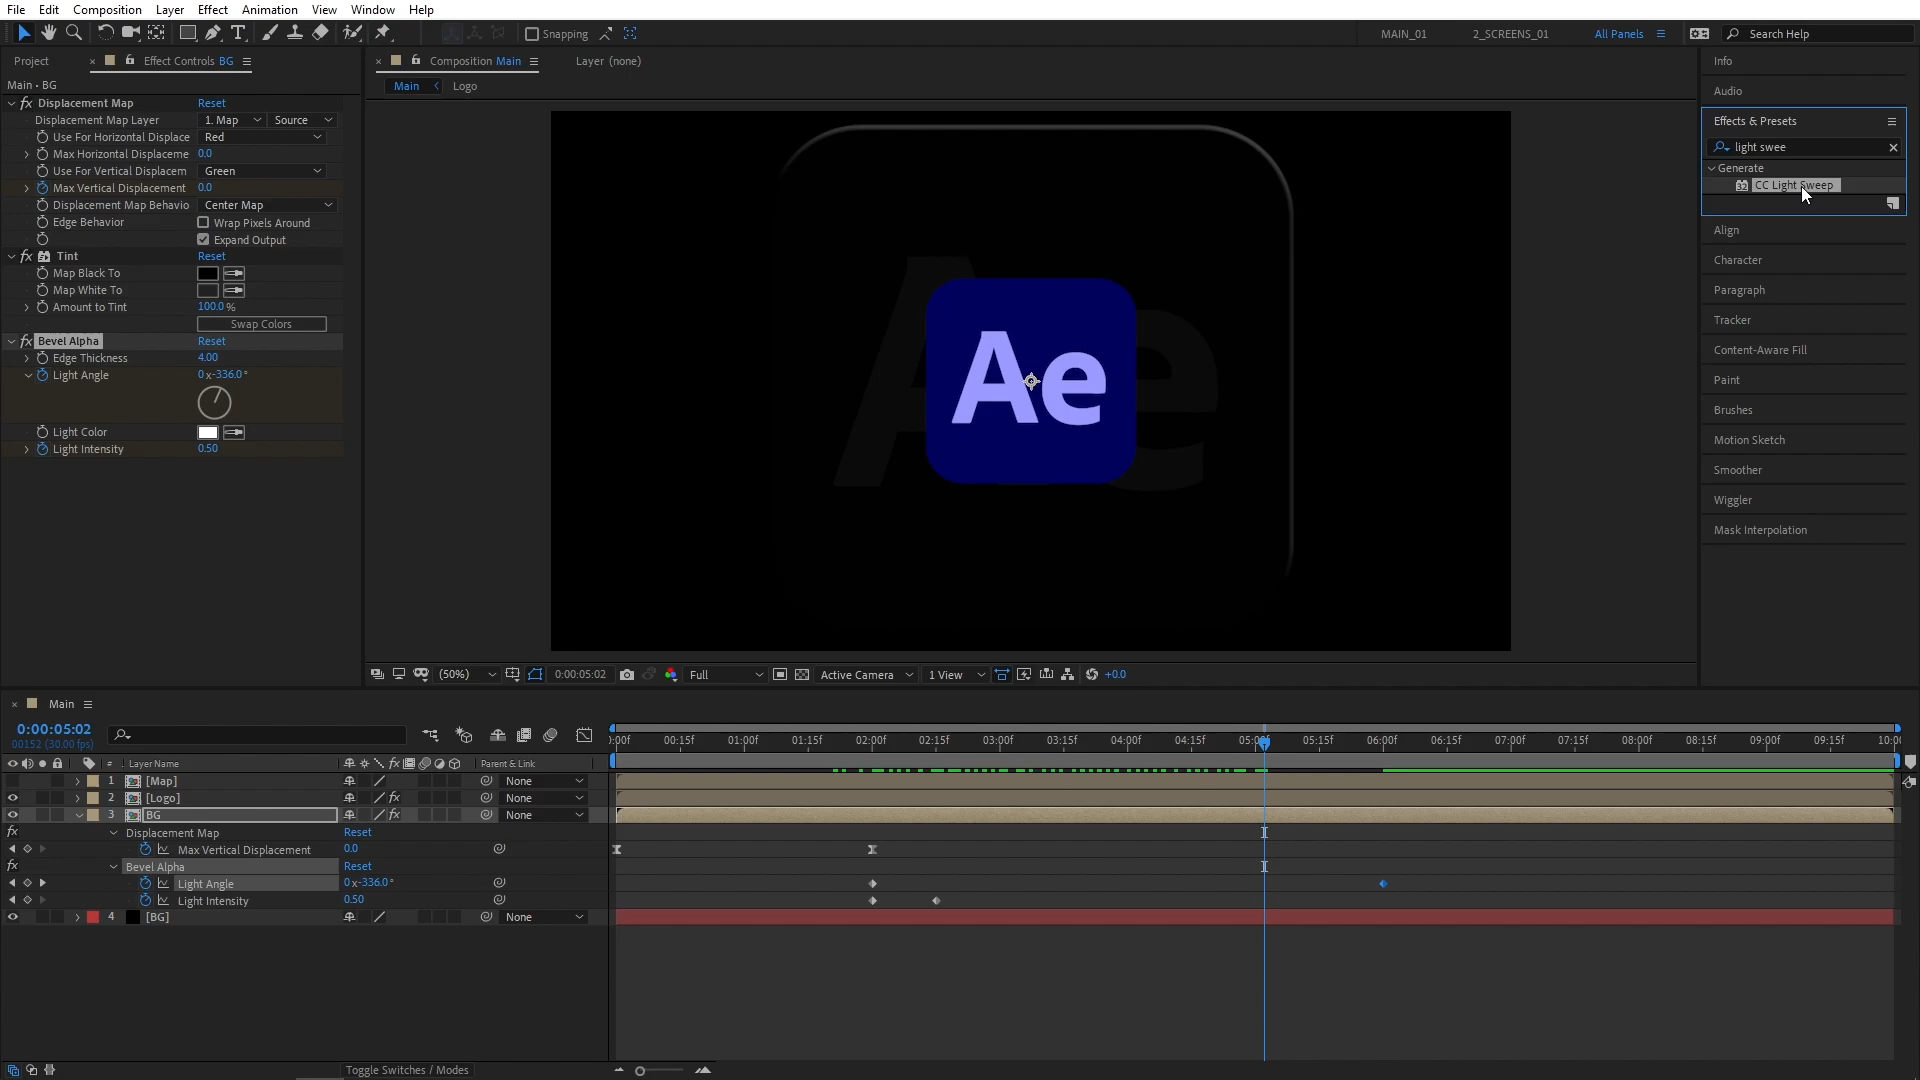 File Edit Composition Layer Effect Animation View Window Help
Snapping
MAIN_01 2_SCREENS_01 All Panels Search Help
Project Effect Controls BG
Composition Main Layer (none)
Main • BG
Main Logo
Displacement Map Reset
Displacement Map Layer 1. Map Source
Use For Horizontal Displace Red
Max Horizontal Displaceme 0.0
Use For Vertical Displacem Green
Max Vertical Displacement 0.0
Displacement Map Behavio Center Map
Edge Behavior Wrap Pixels Around
Expand Output
Tint Reset
Map Black To
Map White To
Amount to Tint 100.0 %
Swap Colors
Bevel Alpha Reset
Edge Thickness 4.00
Light Angle 0 x-336.0 °
Light Color
Light Intensity 0.50
Ae
Ae
Info
Audio
Effects & Presets
light swee
Generate
32 CC Light Sweep
Align
Character
Paragraph
Tracker
Content-Aware Fill
Paint
Brushes
Motion Sketch
Smoother
Wiggler
Mask Interpolation
(50%) 0:00:05:02 Full Active Camera 1 View +0.0
Main
0:00:05:02
00152 (30.00 fps)
:00f 00:15f 01:00f 01:15f 02:00f 02:15f 03:00f 03:15f 04:00f 04:15f 05:00f 05:15f 06:00f 06:15f 07:00f 07:15f 08:00f 08:15f 09:00f 09:15f 10:0
# Layer Name Parent & Link
1 [Map] None
2 [Logo] None
3 BG None
Displacement Map Reset
Max Vertical Displacement 0.0
Bevel Alpha Reset
Light Angle 0 x-336.0 °
Light Intensity 0.50
4 [BG] None
Toggle Switches / Modes